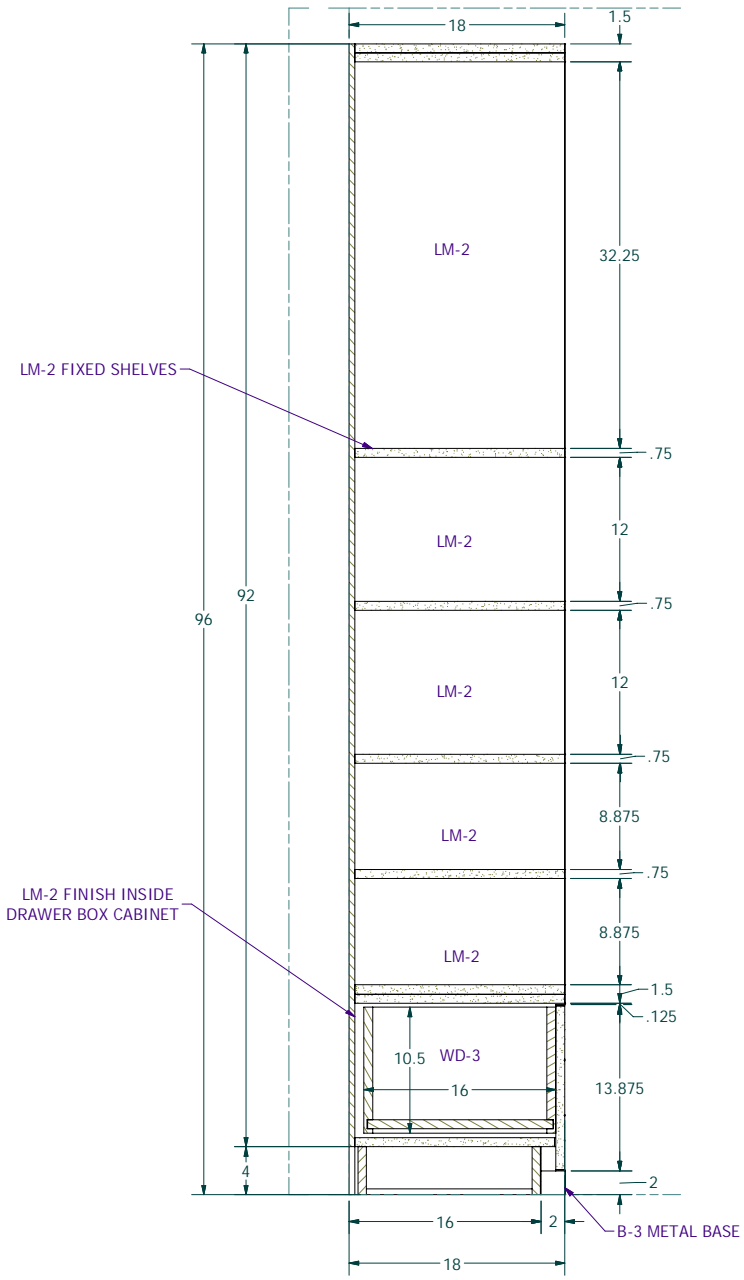 18
1.5
LM-2
32.25
LM-2 FIXED SHELVES
.75
LM-2
12
92
96
.75
LM-2
12
.75
8.875
LM-2
.75
LM-2 FINISH INSIDE
DRAWER BOX CABINET
8.875
LM-2
1.5
.125
10.5
WD-3
16
13.875
4
2
16
2
B-3 METAL BASE
18